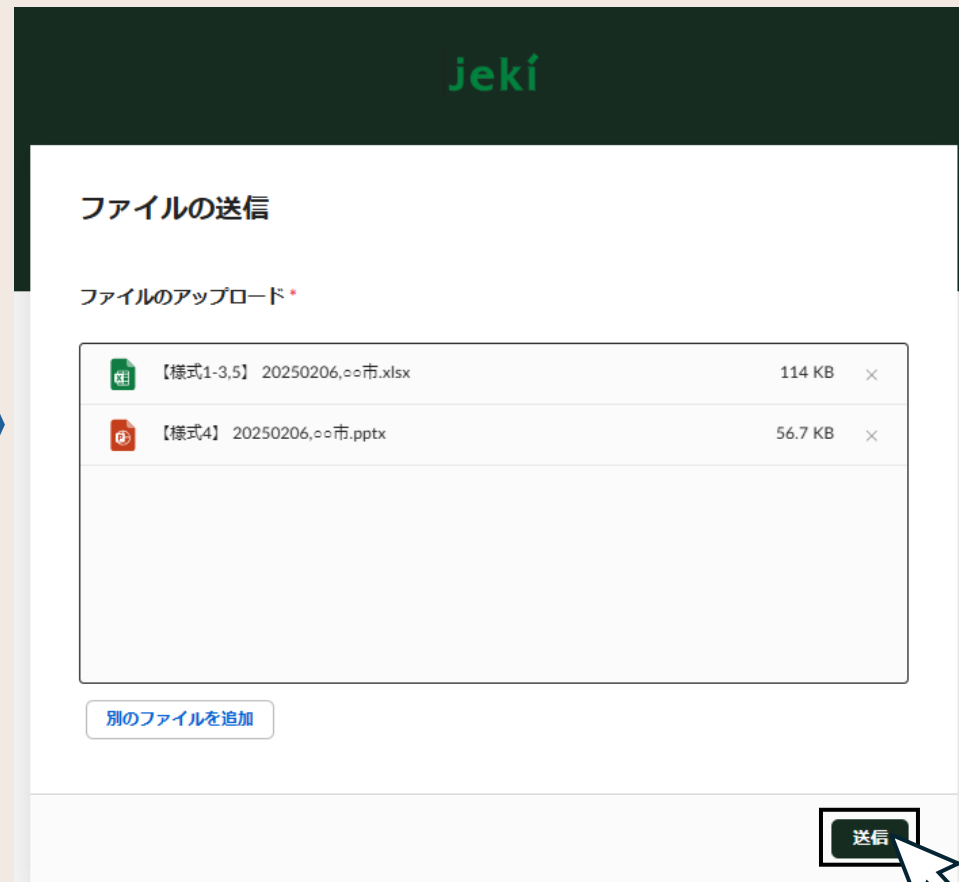 jekí
ファイルの送信
ファイルのアップロード *
【様式1-3,5】 20250206,○○市.xlsx 114 KB ×
【様式4】 20250206,○○市.pptx 56.7 KB ×
別のファイルを追加
送信